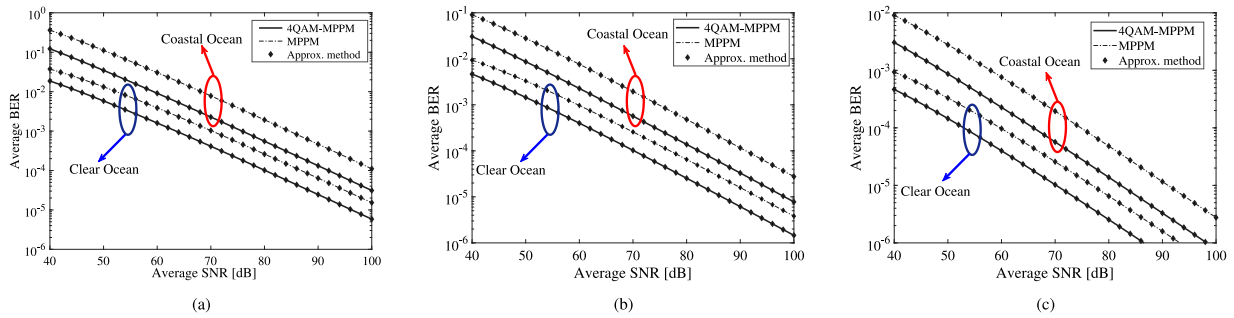 10^0
10^-1
10^-2
10^-3
10^-4
10^-5
10^-6
Average BER
40 50 60 70 80 90 100
Average SNR [dB]
4QAM-MPPM
MPPM
Approx. method
Coastal Ocean
Clear Ocean
(a)
10^-1
10^-2
10^-3
10^-4
10^-5
10^-6
Average BER
40 50 60 70 80 90 100
Average SNR [dB]
4QAM-MPPM
MPPM
Approx. method
Coastal Ocean
Clear Ocean
(b)
10^-2
10^-3
10^-4
10^-5
10^-6
Average BER
40 50 60 70 80 90 100
Average SNR [dB]
4QAM-MPPM
MPPM
Approx. method
Coastal Ocean
Clear Ocean
(c)